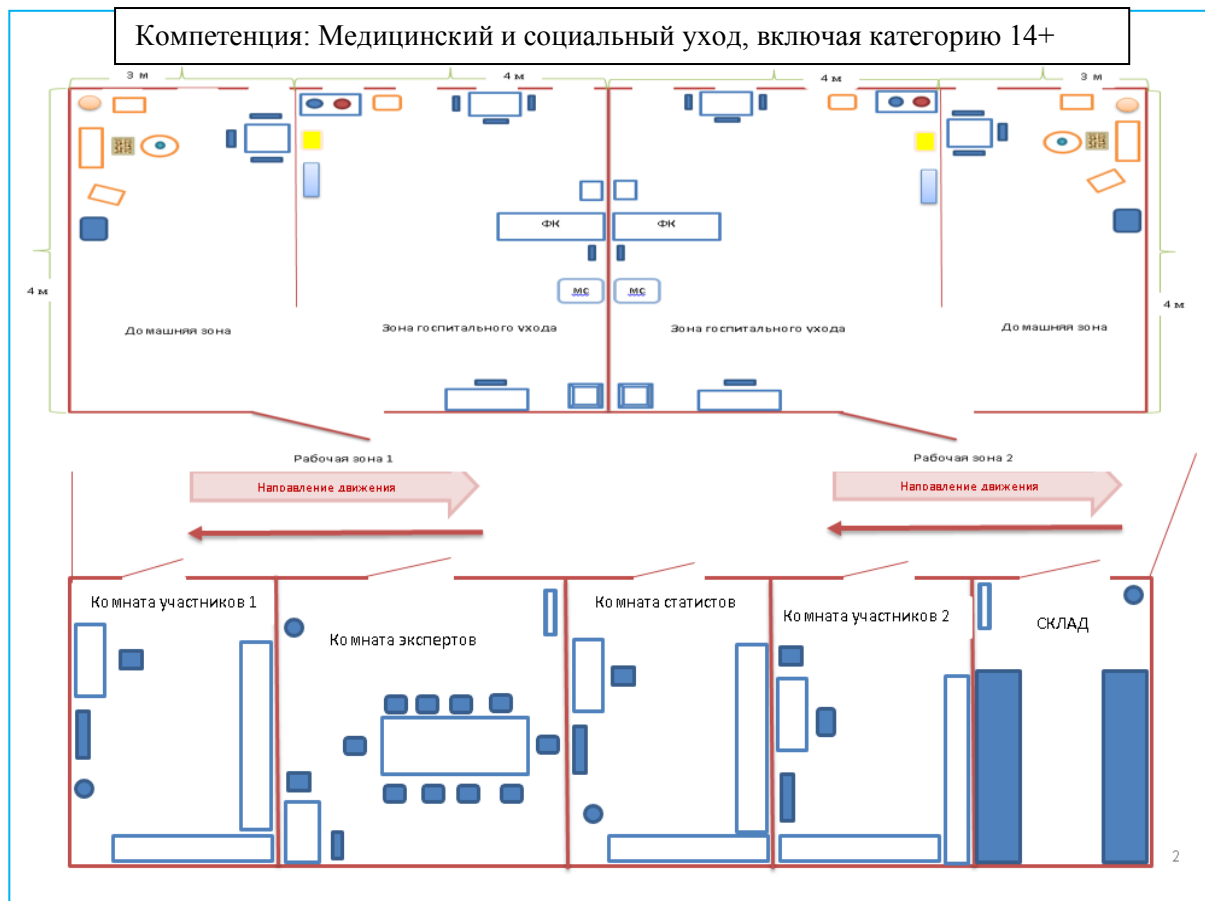 Компетенция: Медицинский и социальный уход, включая категорию 14+
3 м
4 м
4 м
3 м
ФК
ФК
4 м
мс
мс
4 м
Домашняя зона
Зона госпитального ухода
Зона госпитального ухода
Домашняя зона
Рабочая зона 1
Рабочая зона 2
Направление движения
Направление движения
Комната участников 1
Комната экспертов
Комната статистов
Комната участников 2
СКЛАД
2